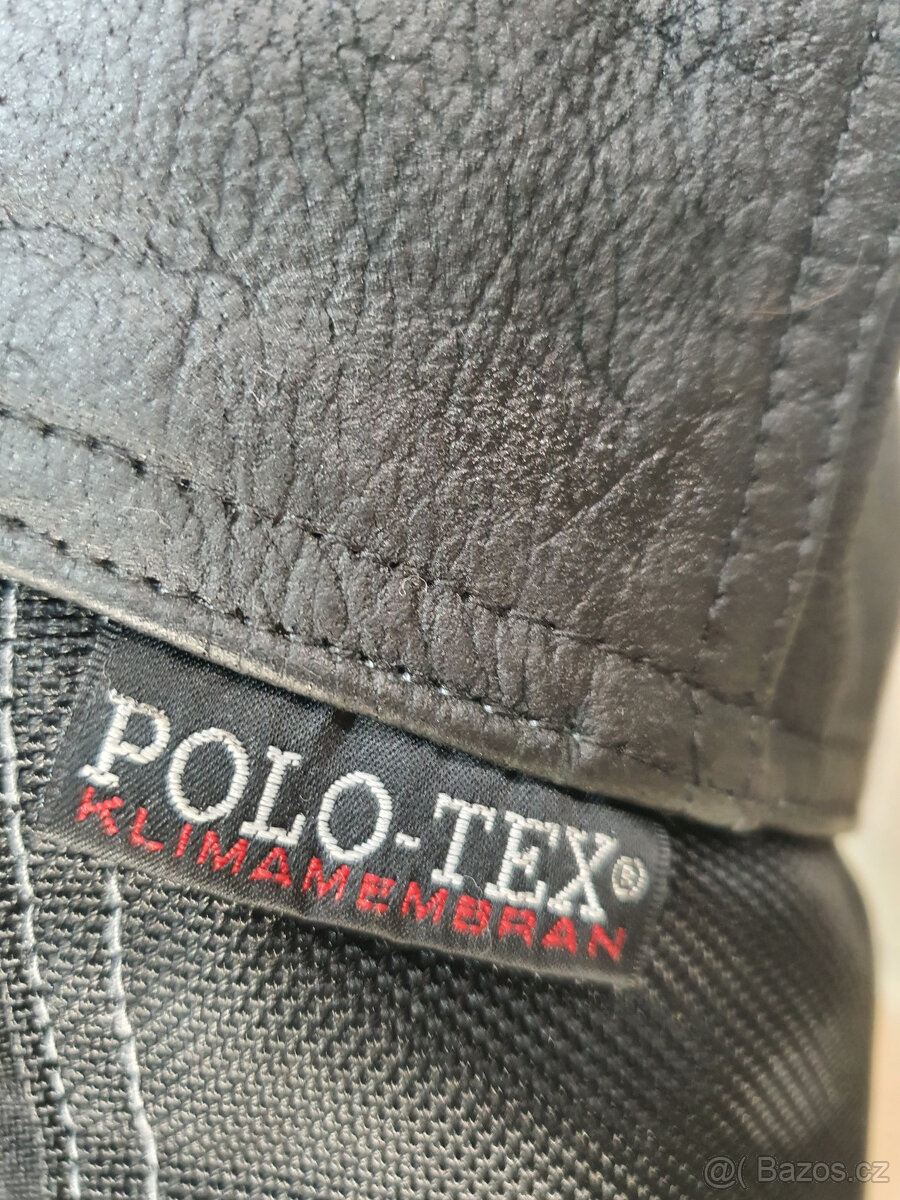 POLO-TEX®
KLIMAMEMBRAN
@( Bazos.cz